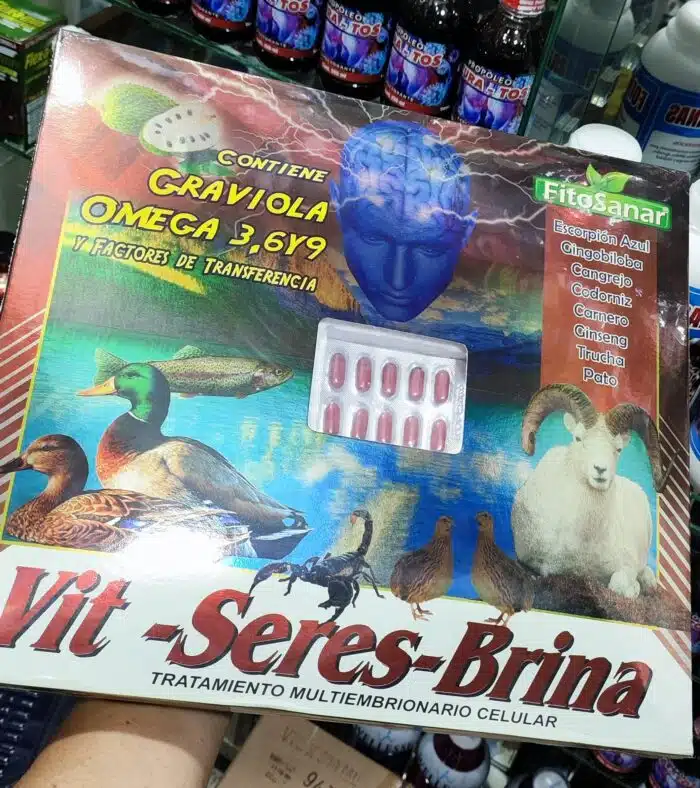 PROPOLEO
CONTIENE
GRAVIOLA
OMEGA 3,6Y9
Y FACTORES DE TRANSFERENCIA
FitoSanar
Escorpión Azul
Gingobiloba
Cangrejo
Codorniz
Carnero
Ginseng
Trucha
Pato
Vit -Seres-Brina
TRATAMIENTO MULTIEMBRIONARIO CELULAR